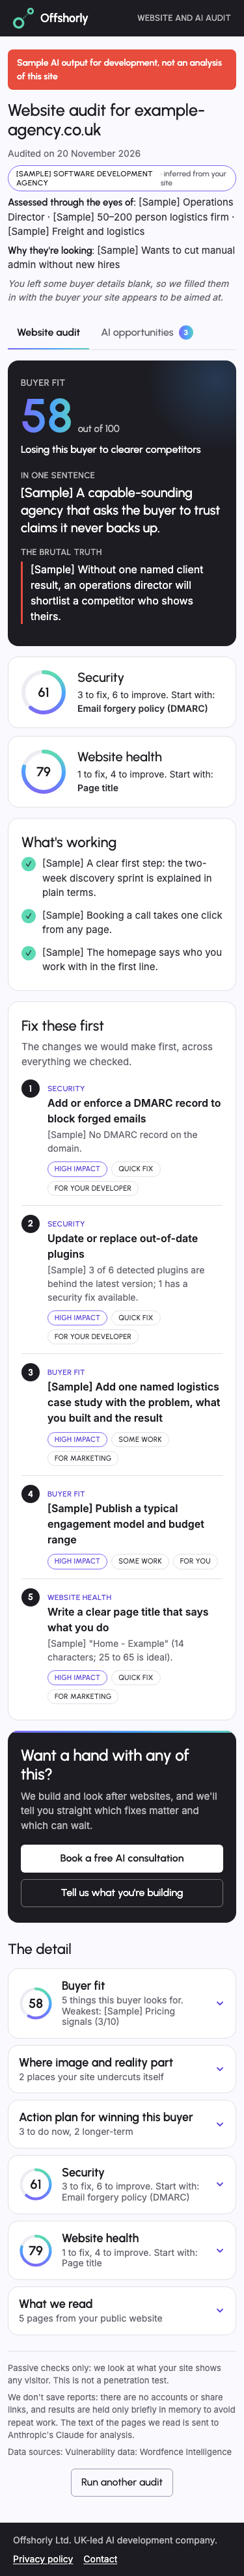 Offshorly
WEBSITE AND AI AUDIT
Sample AI output for development, not an analysis
of this site
Website audit for example-
agency.co.uk
Audited on 20 November 2026
[SAMPLE] SOFTWARE DEVELOPMENT
AGENCY
· inferred from your
site
Assessed through the eyes of: [Sample] Operations
Director · [Sample] 50–200 person logistics firm ·
[Sample] Freight and logistics
Why they're looking: [Sample] Wants to cut manual
admin without new hires
You left some buyer details blank, so we filled them
in with the buyer your site appears to be aimed at.
Website audit
AI opportunities 3
BUYER FIT
58 out of 100
Losing this buyer to clearer competitors
IN ONE SENTENCE
[Sample] A capable-sounding
agency that asks the buyer to trust
claims it never backs up.
THE BRUTAL TRUTH
[Sample] Without one named client
result, an operations director will
shortlist a competitor who shows
theirs.
61
Security
3 to fix, 6 to improve. Start with:
Email forgery policy (DMARC)
79
Website health
1 to fix, 4 to improve. Start with:
Page title
What's working
[Sample] A clear first step: the two-
week discovery sprint is explained in
plain terms.
[Sample] Booking a call takes one click
from any page.
[Sample] The homepage says who you
work with in the first line.
Fix these first
The changes we would make first, across
everything we checked.
1
SECURITY
Add or enforce a DMARC record to
block forged emails
[Sample] No DMARC record on the
domain.
HIGH IMPACT
QUICK FIX
FOR YOUR DEVELOPER
2
SECURITY
Update or replace out-of-date
plugins
[Sample] 3 of 6 detected plugins are
behind the latest version; 1 has a
security fix available.
HIGH IMPACT
QUICK FIX
FOR YOUR DEVELOPER
3
BUYER FIT
[Sample] Add one named logistics
case study with the problem, what
you built and the result
HIGH IMPACT
SOME WORK
FOR MARKETING
4
BUYER FIT
[Sample] Publish a typical
engagement model and budget
range
HIGH IMPACT
SOME WORK
FOR YOU
5
WEBSITE HEALTH
Write a clear page title that says
what you do
[Sample] "Home - Example" (14
characters; 25 to 65 is ideal).
HIGH IMPACT
QUICK FIX
FOR MARKETING
Want a hand with any of
this?
We build and look after websites, and we'll
tell you straight which fixes matter and
which can wait.
Book a free AI consultation
Tell us what you're building
The detail
58
Buyer fit
5 things this buyer looks for.
Weakest: [Sample] Pricing
signals (3/10)
Where image and reality part
2 places your site undercuts itself
Action plan for winning this buyer
3 to do now, 2 longer-term
61
Security
3 to fix, 6 to improve. Start with:
Email forgery policy (DMARC)
79
Website health
1 to fix, 4 to improve. Start with:
Page title
What we read
5 pages from your public website
Passive checks only: we look at what your site shows
any visitor. This is not a penetration test.
We don't save reports: there are no accounts or share
links, and results are held only briefly in memory to avoid
repeat work. The text of the pages we read is sent to
Anthropic's Claude for analysis.
Data sources: Vulnerability data: Wordfence Intelligence
Run another audit
Offshorly Ltd. UK-led AI development company.
Privacy policy
Contact